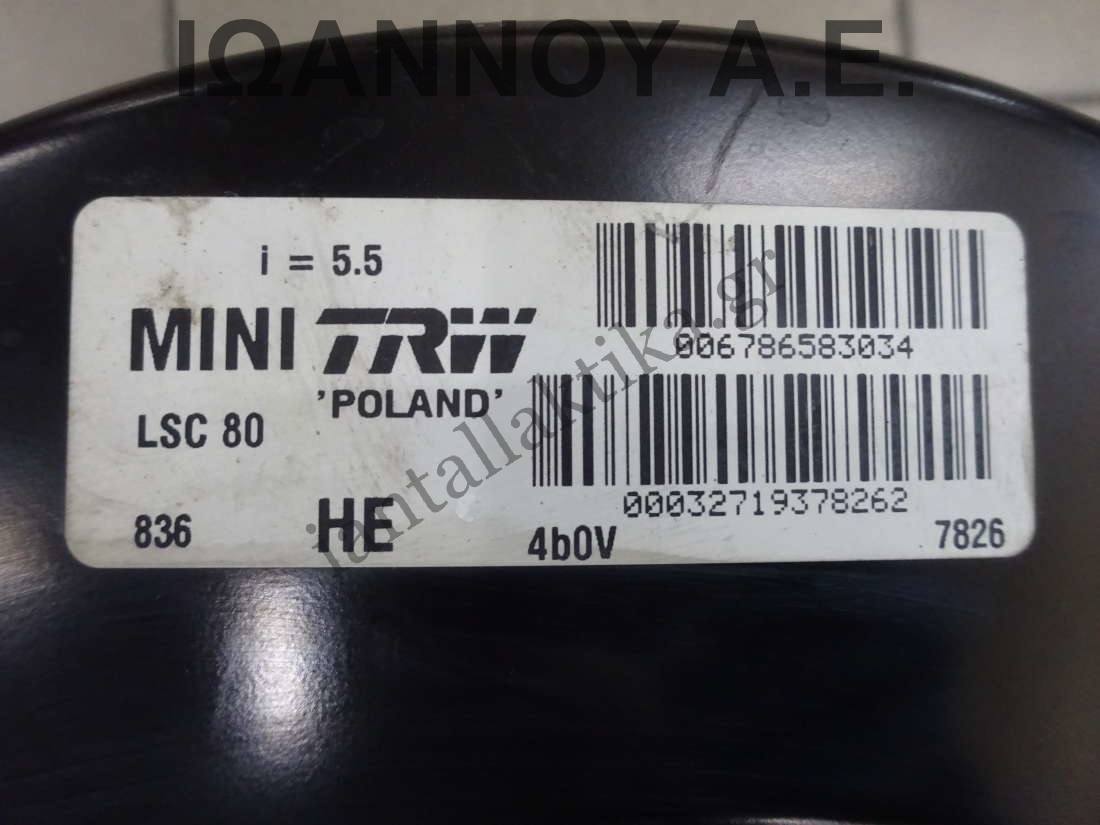 ΙΩΑΝΝΟΥ Α.Ε.
i = 5.5
MINI TRW
'POLAND'
LSC 80
006786583034
00032719378262
836
HE
4b0V
7826
iantallaktika.gr